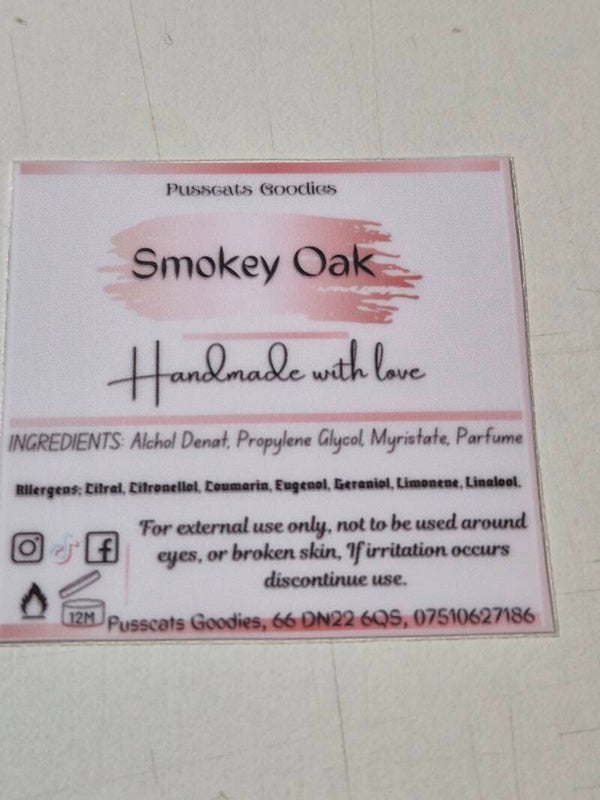 Pusscats Goodies
Smokey Oak
Handmade with love
INGREDIENTS: Alchol Denat, Propylene Glycol, Myristate, Parfume
Allergens; Citral, Citronellol, Coumarin, Eugenol, Geraniol, Limonene, Linalool.
For external use only, not to be used around
eyes, or broken skin, If irritation occurs
discontinue use.
12M
Pusscats Goodies, 66 DN22 6QS, 07510627186